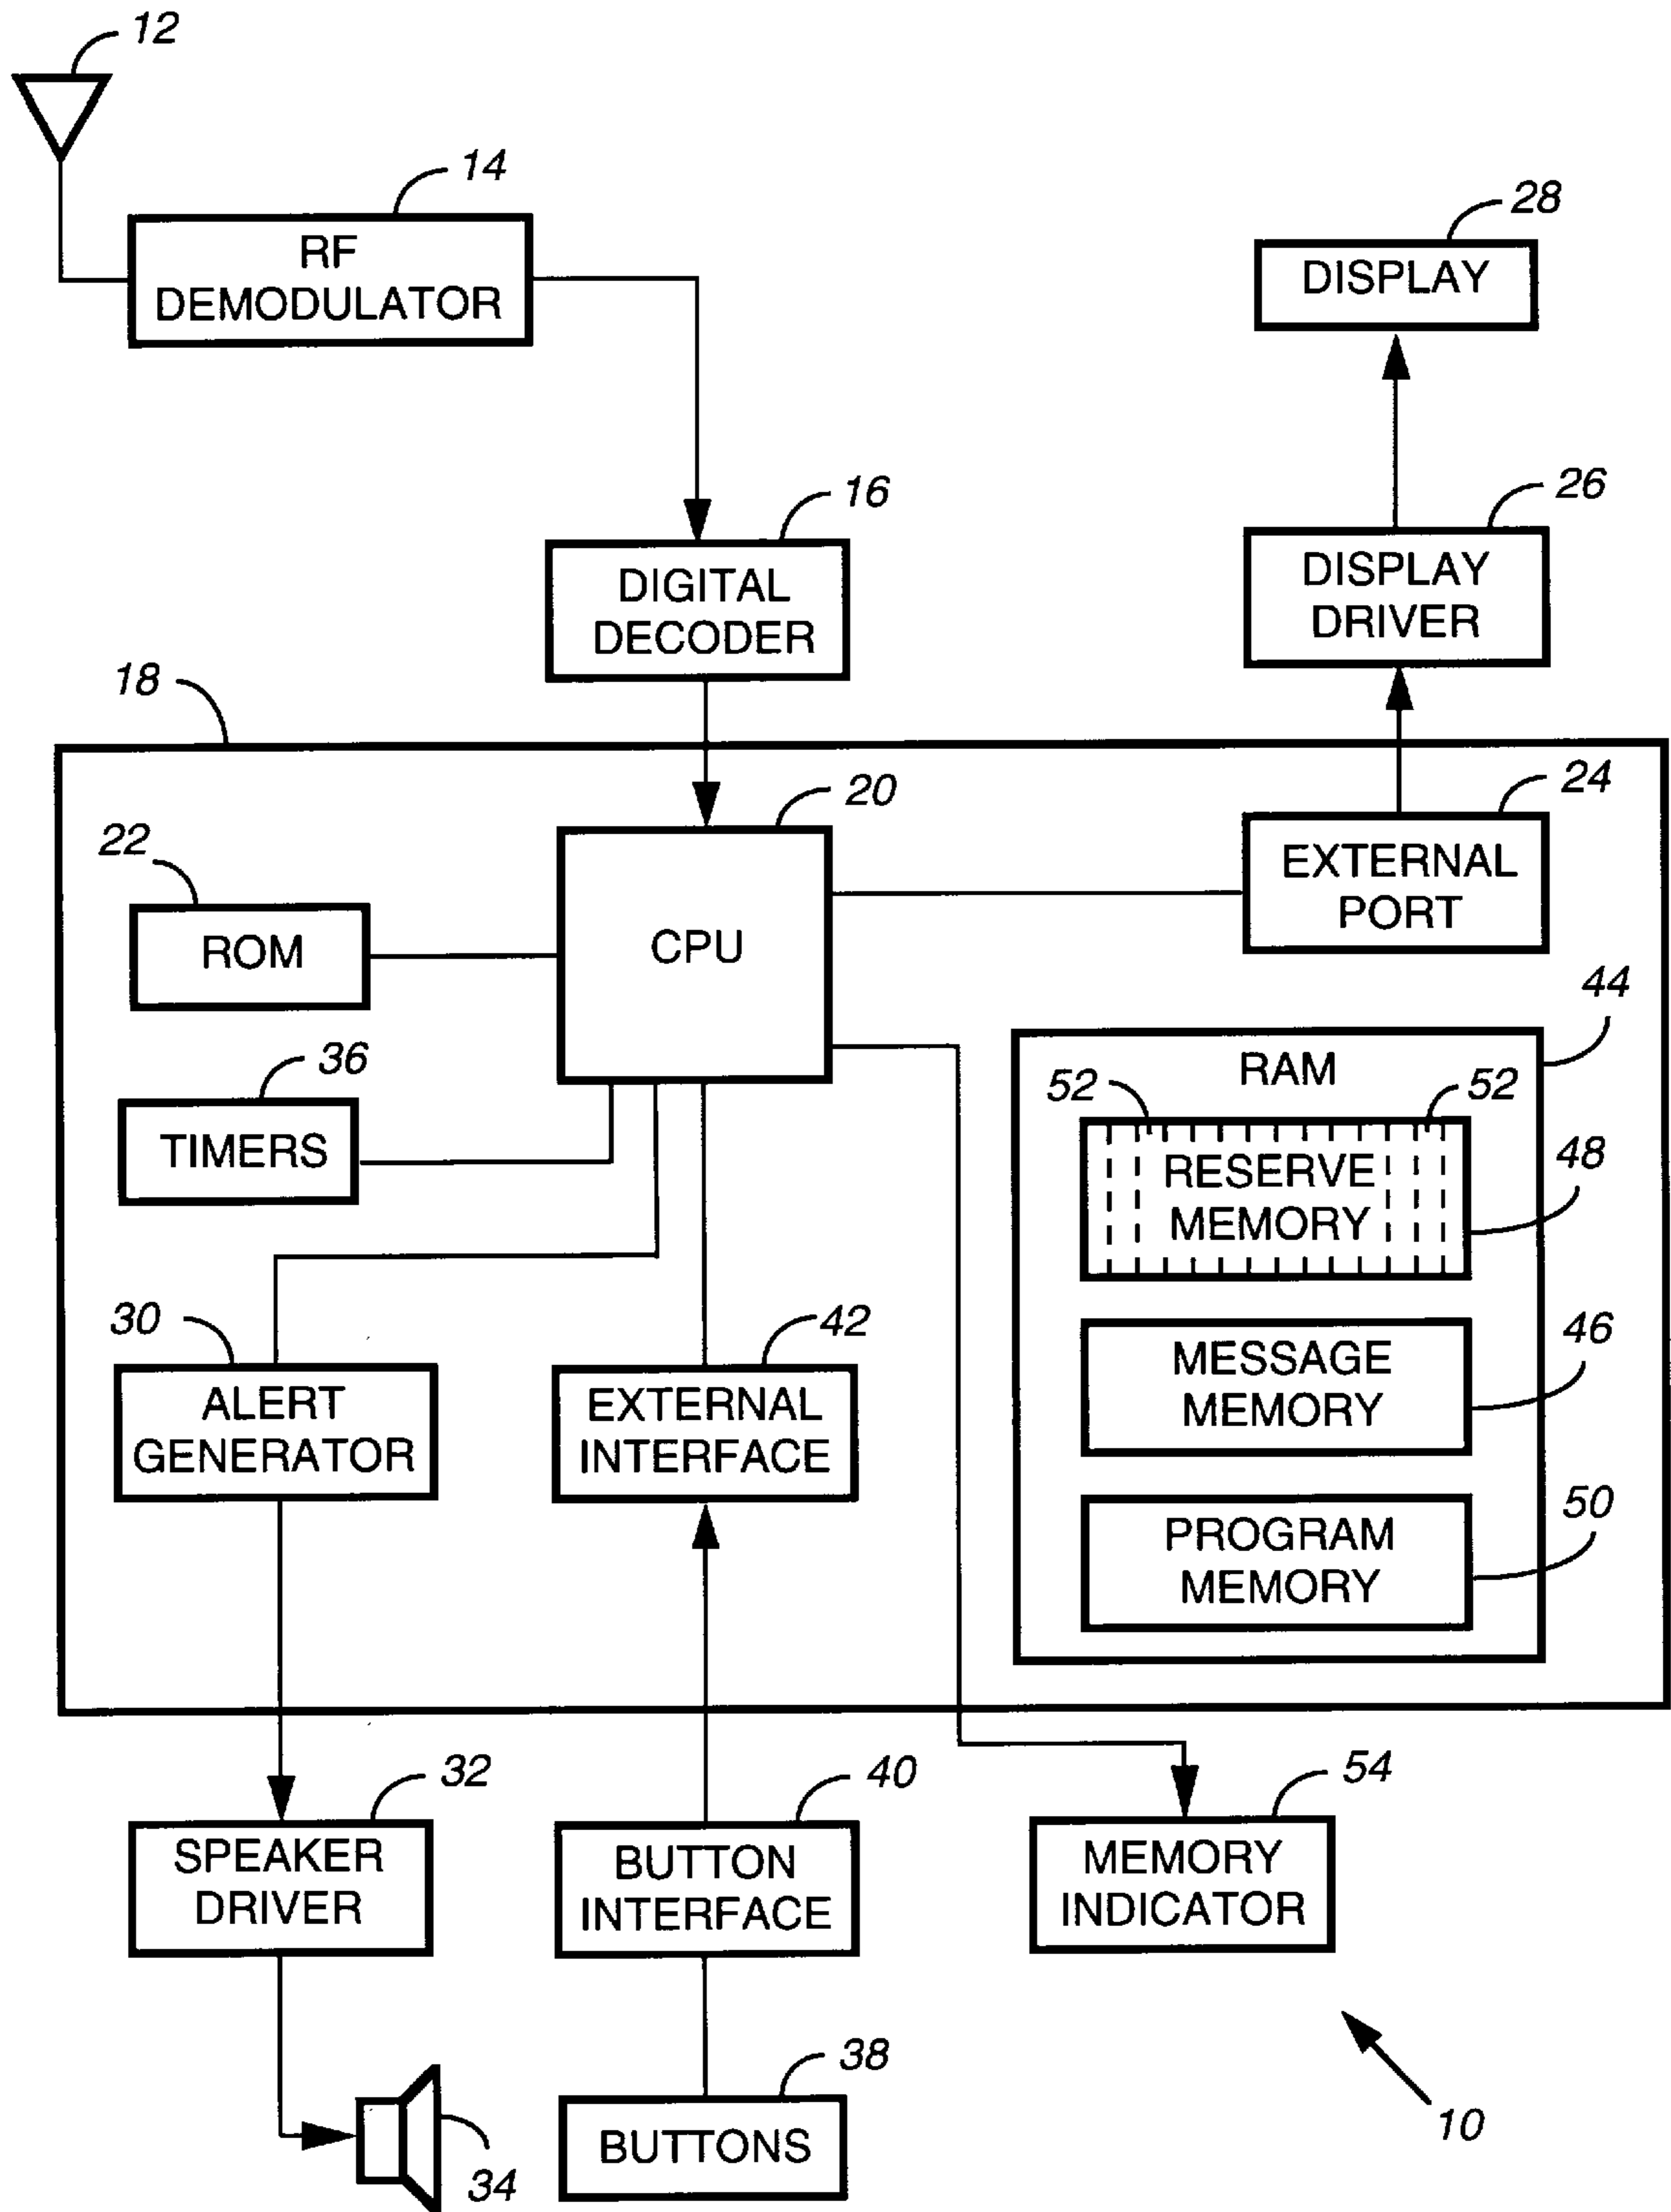 12
14
RF
DEMODULATOR
28
DISPLAY
16
DIGITAL
DECODER
26
DISPLAY
DRIVER
18
20
CPU
24
EXTERNAL
PORT
22
ROM
36
TIMERS
44
RAM
52
52
RESERVE
MEMORY
48
30
ALERT
GENERATOR
42
EXTERNAL
INTERFACE
MESSAGE
MEMORY
46
PROGRAM
MEMORY
50
32
SPEAKER
DRIVER
40
BUTTON
INTERFACE
54
MEMORY
INDICATOR
34
38
BUTTONS
10